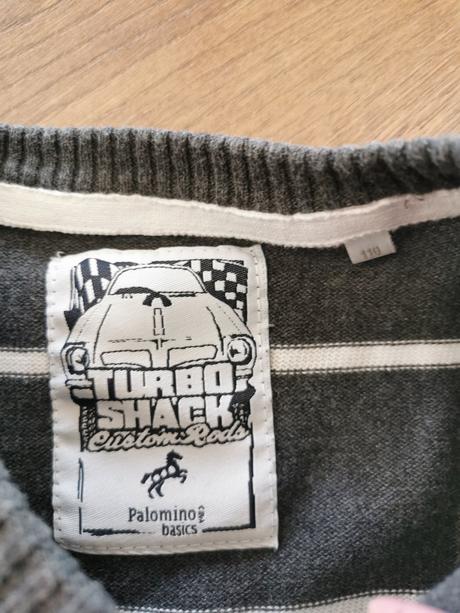 110
TURBO
SHACK
Custom Rods
Palomino
basics